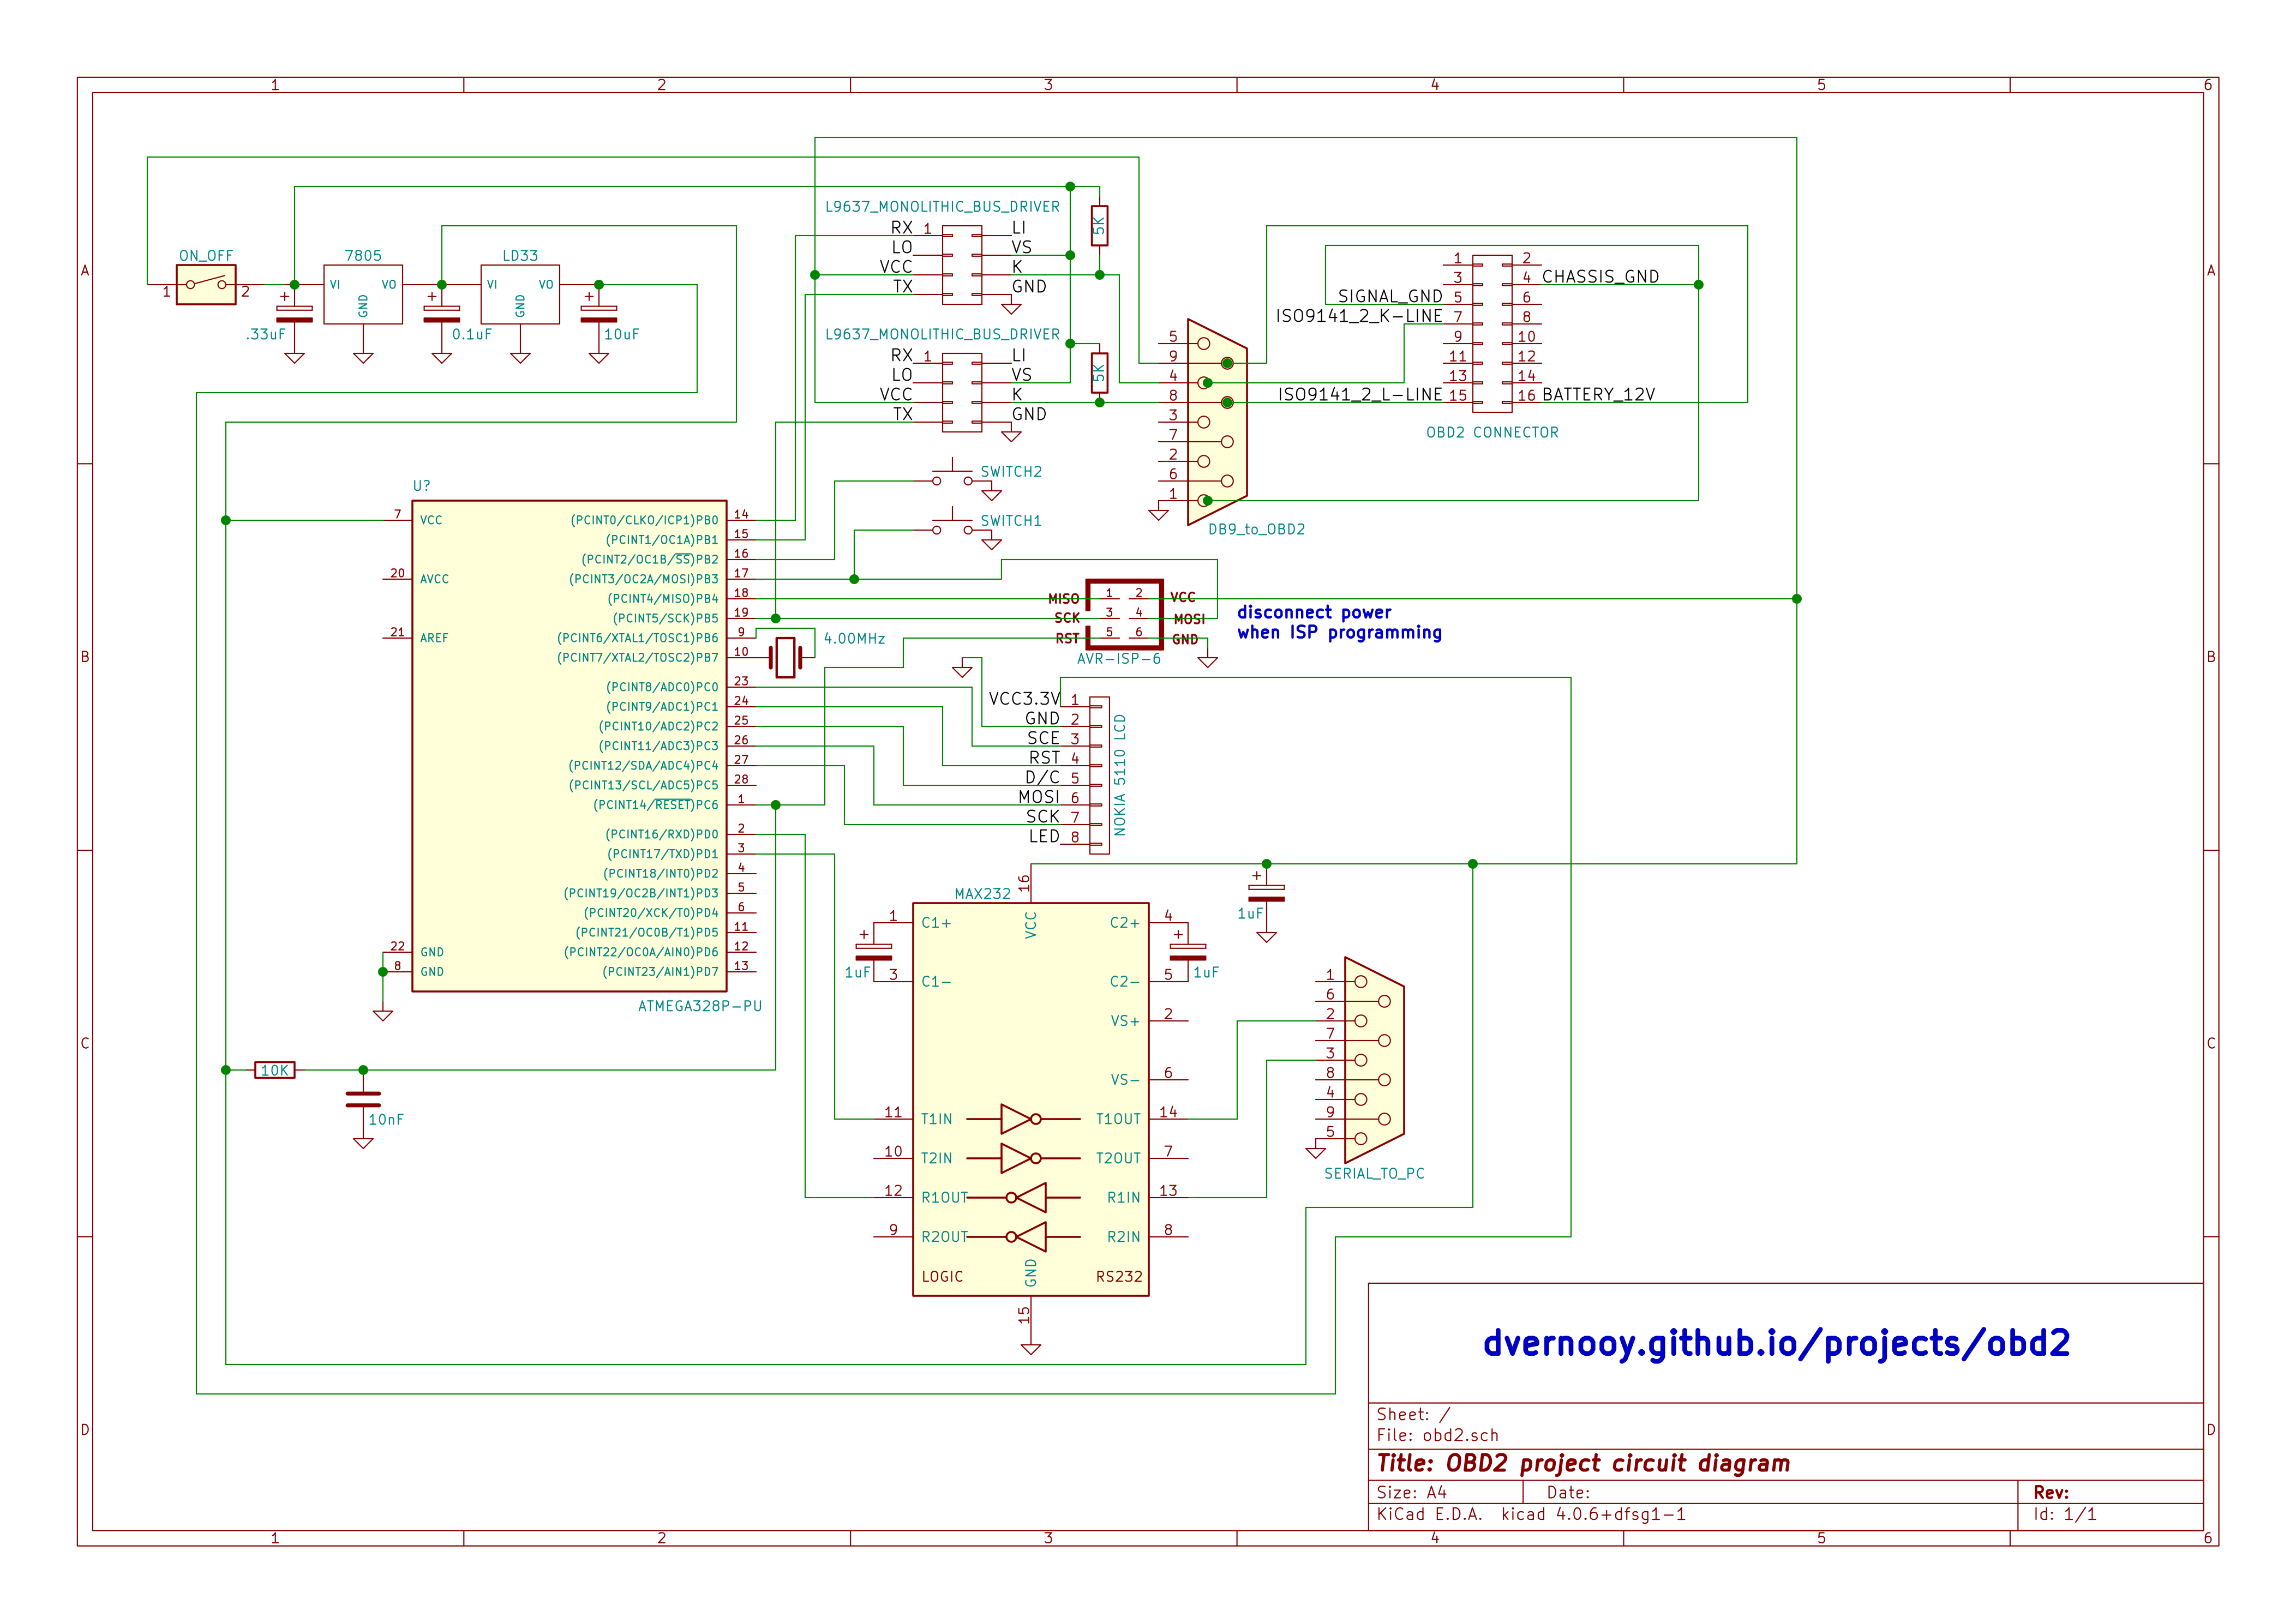 1 2 3 4 5 6
A A
B B
C C
D D
ON_OFF
1 2
7805
VI VO
GND
LD33
VI VO
GND
+
.33uF
+
0.1uF
+
10uF
L9637_MONOLITHIC_BUS_DRIVER
RX 1 LI
LO VS
VCC K
TX GND
5K
L9637_MONOLITHIC_BUS_DRIVER
RX 1 LI
LO VS
VCC K
TX GND
5K
5
9
4
8
3
7
2
6
1
DB9_to_OBD2
1 2
3 4 CHASSIS_GND
SIGNAL_GND 5 6
ISO9141_2_K-LINE 7 8
9 10
11 12
13 14
ISO9141_2_L-LINE 15 16 BATTERY_12V
OBD2 CONNECTOR
SWITCH2
SWITCH1
U?
7 VCC
20 AVCC
21 AREF
22 GND
8 GND
(PCINT0/CLKO/ICP1)PB0 14
(PCINT1/OC1A)PB1 15
(PCINT2/OC1B/SS)PB2 16
(PCINT3/OC2A/MOSI)PB3 17
(PCINT4/MISO)PB4 18
(PCINT5/SCK)PB5 19
(PCINT6/XTAL1/TOSC1)PB6 9
(PCINT7/XTAL2/TOSC2)PB7 10
(PCINT8/ADC0)PC0 23
(PCINT9/ADC1)PC1 24
(PCINT10/ADC2)PC2 25
(PCINT11/ADC3)PC3 26
(PCINT12/SDA/ADC4)PC4 27
(PCINT13/SCL/ADC5)PC5 28
(PCINT14/RESET)PC6 1
(PCINT16/RXD)PD0 2
(PCINT17/TXD)PD1 3
(PCINT18/INT0)PD2 4
(PCINT19/OC2B/INT1)PD3 5
(PCINT20/XCK/T0)PD4 6
(PCINT21/OC0B/T1)PD5 11
(PCINT22/OC0A/AIN0)PD6 12
(PCINT23/AIN1)PD7 13
ATMEGA328P-PU
4.00MHz
MISO 1 2 VCC
SCK 3 4 MOSI
RST 5 6 GND
AVR-ISP-6
disconnect power
when ISP programming
VCC3.3V 1
GND 2
SCE 3
RST 4
D/C 5
MOSI 6
SCK 7
LED 8
NOKIA 5110 LCD
10K
10nF
MAX232
16
VCC
+
1uF
1 C1+
3 C1-
+
1uF
C2+ 4
C2- 5
+
1uF
VS+ 2
VS- 6
11 T1IN T1OUT 14
10 T2IN T2OUT 7
12 R1OUT R1IN 13
9 R2OUT R2IN 8
LOGIC GND RS232
15
1
6
2
7
3
8
4
9
5
SERIAL_TO_PC
dvernooy.github.io/projects/obd2
Sheet: /
File: obd2.sch
Title: OBD2 project circuit diagram
Size: A4 Date: Rev:
KiCad E.D.A. kicad 4.0.6+dfsg1-1 Id: 1/1
1 2 3 4 5 6